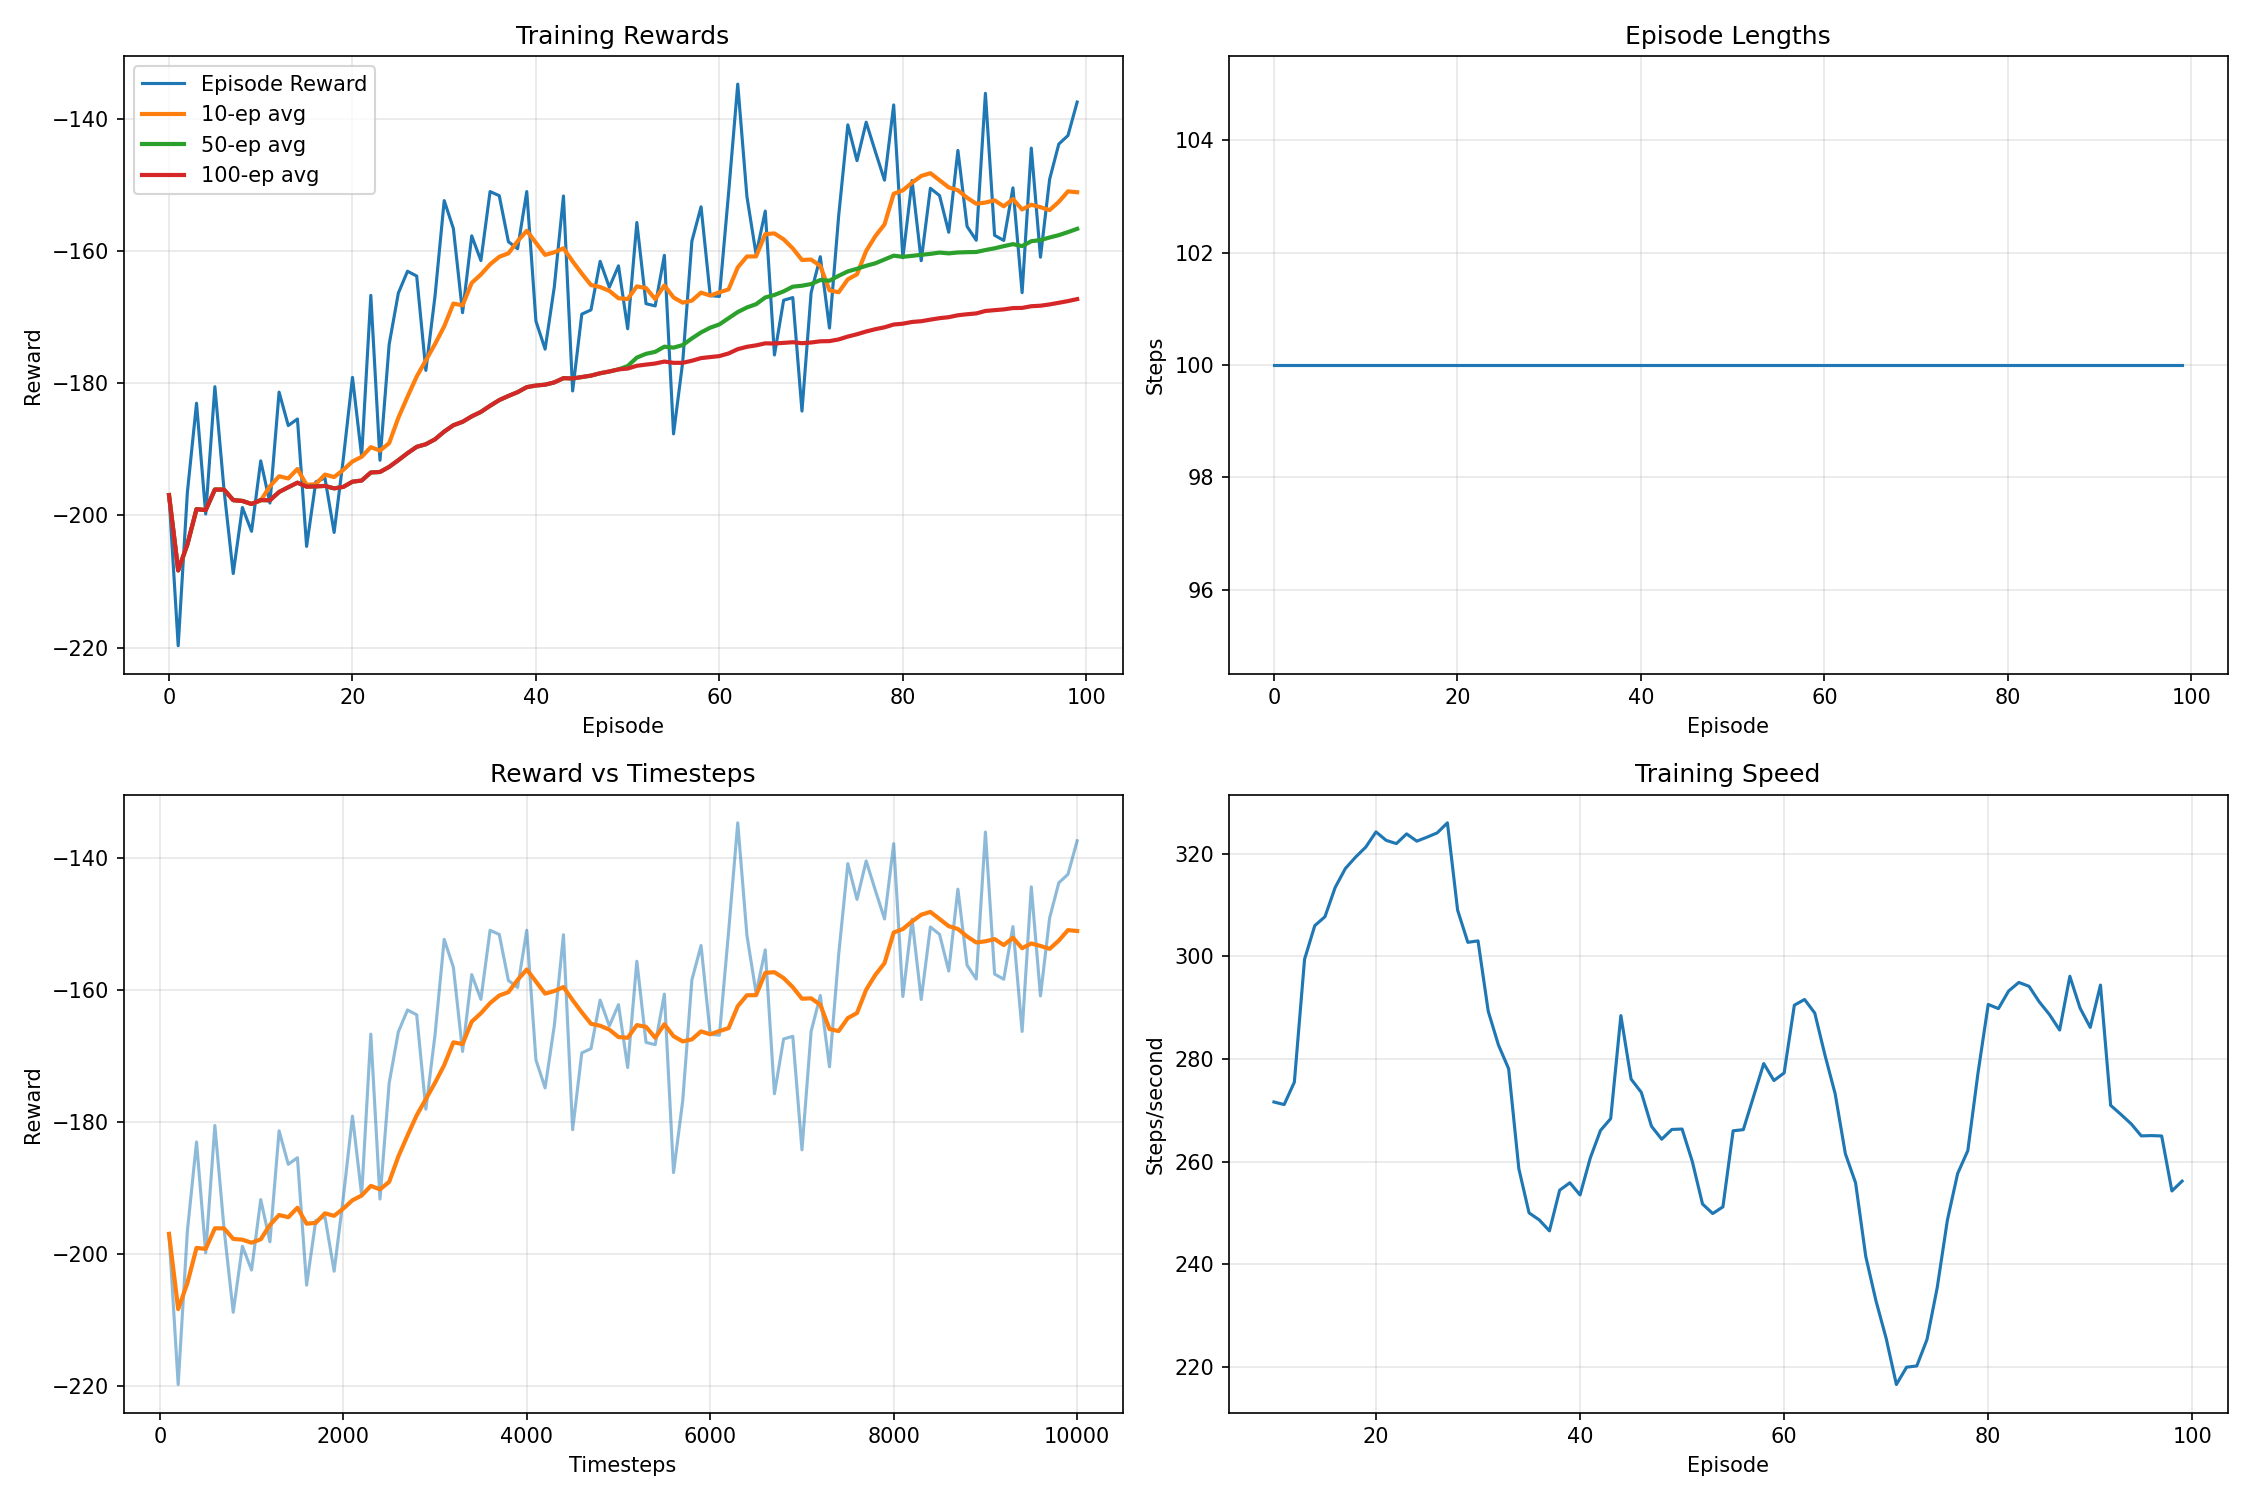 Training Rewards
Episode Reward
10-ep avg
50-ep avg
100-ep avg
−140
−160
−180
−200
−220
Reward
0 20 40 60 80 100
Episode
Episode Lengths
104
102
100
98
96
Steps
0 20 40 60 80 100
Episode
Reward vs Timesteps
−140
−160
−180
−200
−220
Reward
0 2000 4000 6000 8000 10000
Timesteps
Training Speed
320
300
280
260
240
220
Steps/second
20 40 60 80 100
Episode